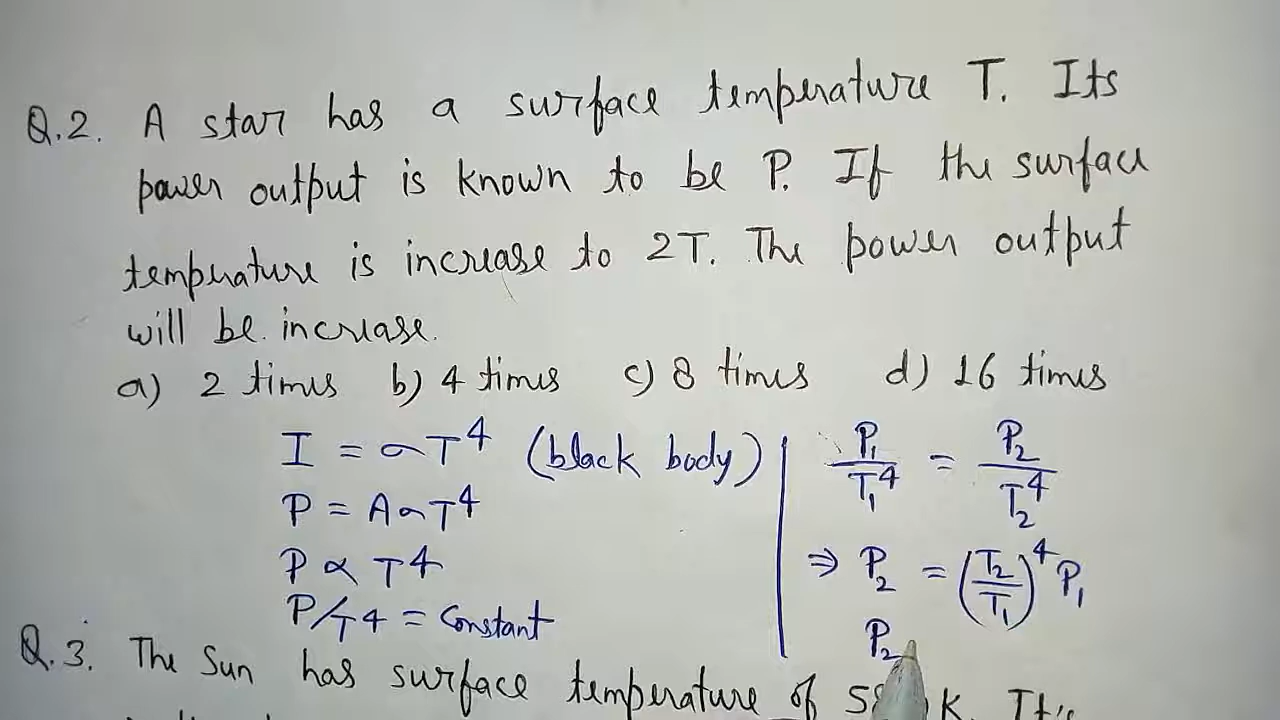 Q.2. A star has a surface temperature T. Its
power output is known to be P. If the surface
temperature is increase to 2T. The power output
will be increase.
a) 2 times b) 4 times c) 8 times d) 16 times
I = σT⁴ (black body)
P = AσT⁴
P ∝ T⁴
P/T⁴ = Constant
P₁/T₁⁴ = P₂/T₂⁴
⇒ P₂ = (T₂/T₁)⁴ P₁
P₂
Q.3. The Sun has surface temperature of K. It's